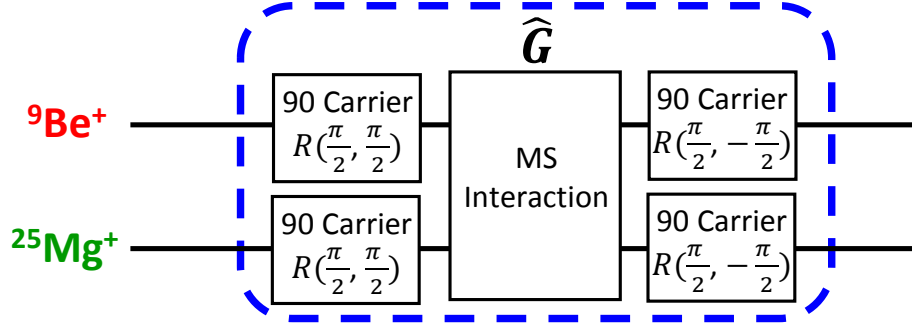 Ĝ
⁹Be⁺
90 Carrier
R(π/2, π/2)
MS
Interaction
90 Carrier
R(π/2, −π/2)
²⁵Mg⁺
90 Carrier
R(π/2, π/2)
90 Carrier
R(π/2, −π/2)